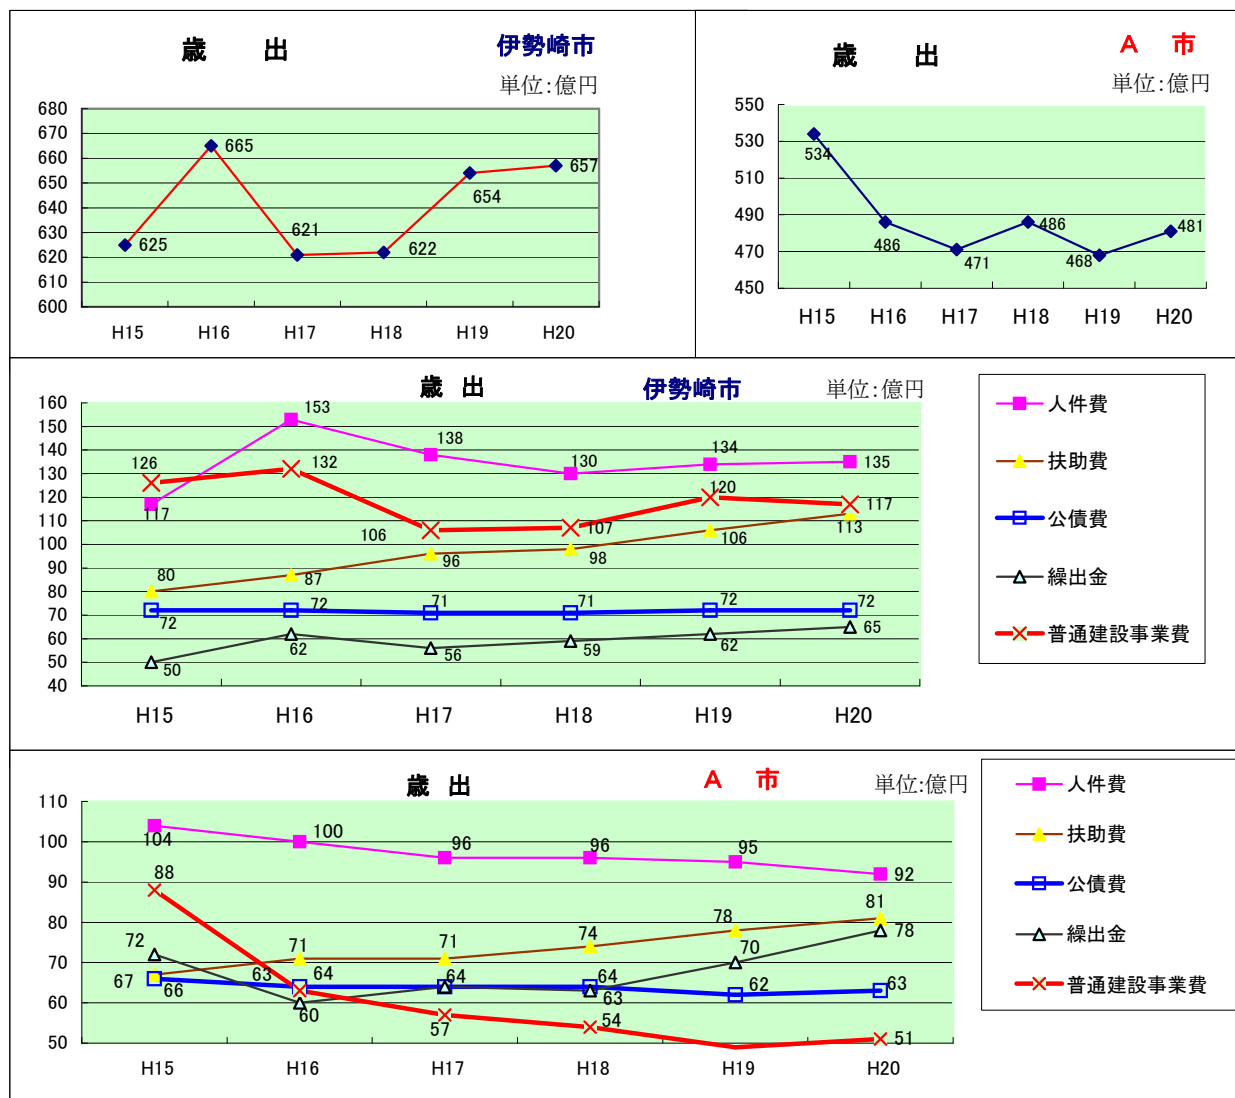 歳　　出　　伊勢崎市
単位:億円
680
670
660
650
640
630
620
610
600
625
665
621
622
654
657
H15 H16 H17 H18 H19 H20
歳　　出　　Ａ　市
単位:億円
550
530
510
490
470
450
534
486
471
486
468
481
H15 H16 H17 H18 H19 H20
歳　出　　伊勢崎市　　単位:億円
160
150
140
130
120
110
100
90
80
70
60
50
40
117 153 138 130 134 135
126 132 106 107 120 117
80 87 96 98 106 113
72 72 71 71 72 72
50 62 56 59 62 65
H15 H16 H17 H18 H19 H20
人件費
扶助費
公債費
繰出金
普通建設事業費
歳　出　　Ａ　市　　単位:億円
110
100
90
80
70
60
50
104 100 96 96 95 92
88 63 57 54 51
72 60 64 63 70 78
67 71 71 74 78 81
66 64 64 62 63
H15 H16 H17 H18 H19 H20
人件費
扶助費
公債費
繰出金
普通建設事業費